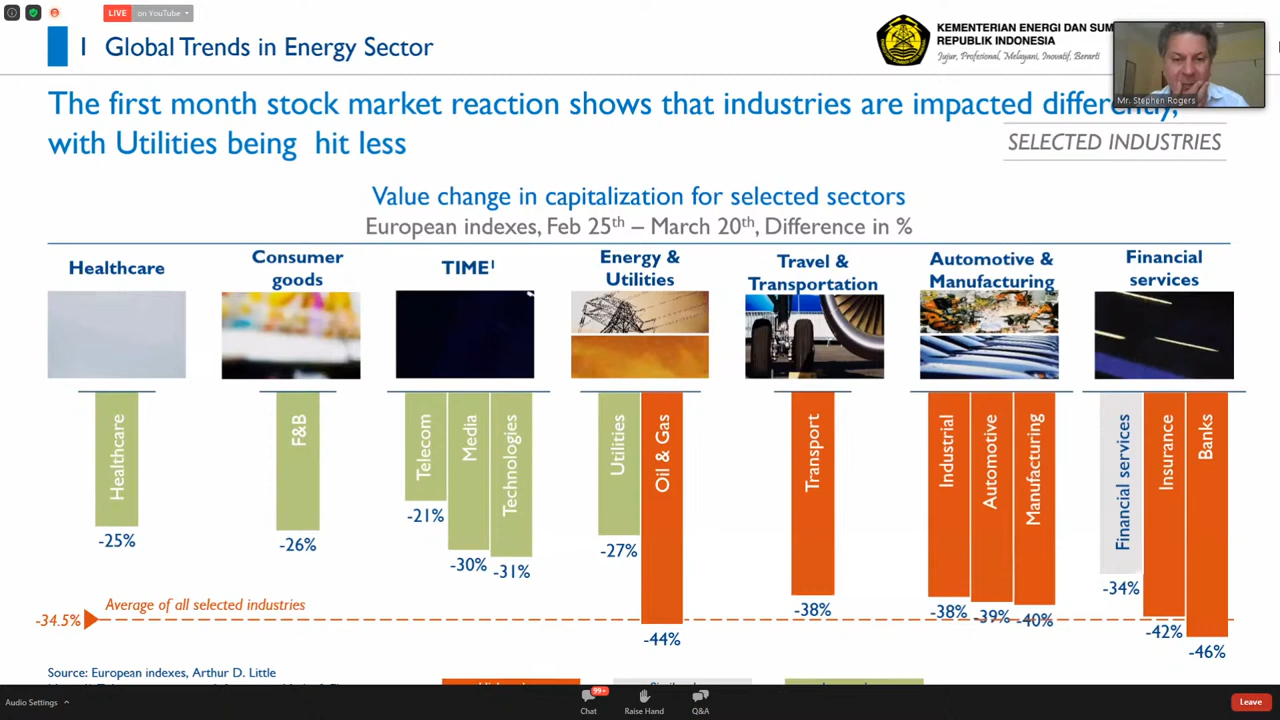 LIVE on YouTube
I Global Trends in Energy Sector
KEMENTERIAN ENERGI DAN SUM
REPUBLIK INDONESIA
Jujur, Profesional, Melayani, Inovatif, Berarti
Mr. Stephen Rogers
The first month stock market reaction shows that industries are impacted differently,
with Utilities being hit less
SELECTED INDUSTRIES
Value change in capitalization for selected sectors
European indexes, Feb 25th – March 20th, Difference in %
Healthcare
Consumer
goods
TIME1
Energy &
Utilities
Travel &
Transportation
Automotive &
Manufacturing
Financial
services
Healthcare
-25%
F&B
-26%
Telecom
-21%
Media
-30%
Technologies
-31%
Utilities
-27%
Oil & Gas
-44%
Transport
-38%
Industrial
-38%
Automotive
-39%
Manufacturing
-40%
Financial services
-34%
Insurance
-42%
Banks
-46%
Average of all selected industries
-34.5%
Source: European indexes, Arthur D. Little
Audio Settings
99+
Chat
Raise Hand
Q&A
Leave